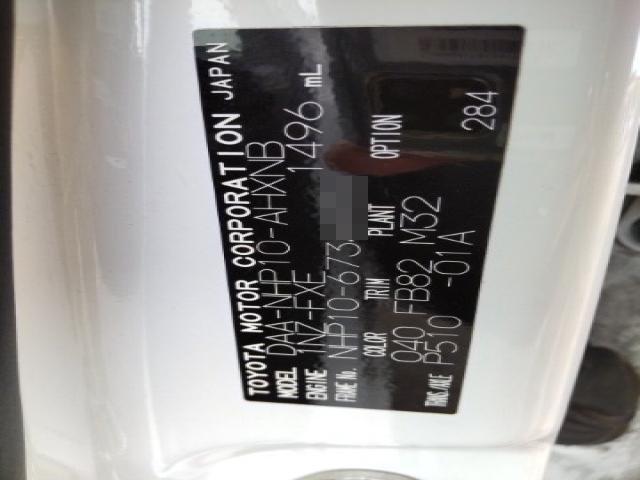 TOYOTA MOTOR CORPORATION JAPAN
MODEL DAA-NHP10-AHXNB
ENGINE 1NZ-FXE 1496 mL
FRAME No. NHP10-673
COLOR TRIM PLANT OPTION
040 FB82 M32
TRNS./AXLE P510 -01A 284